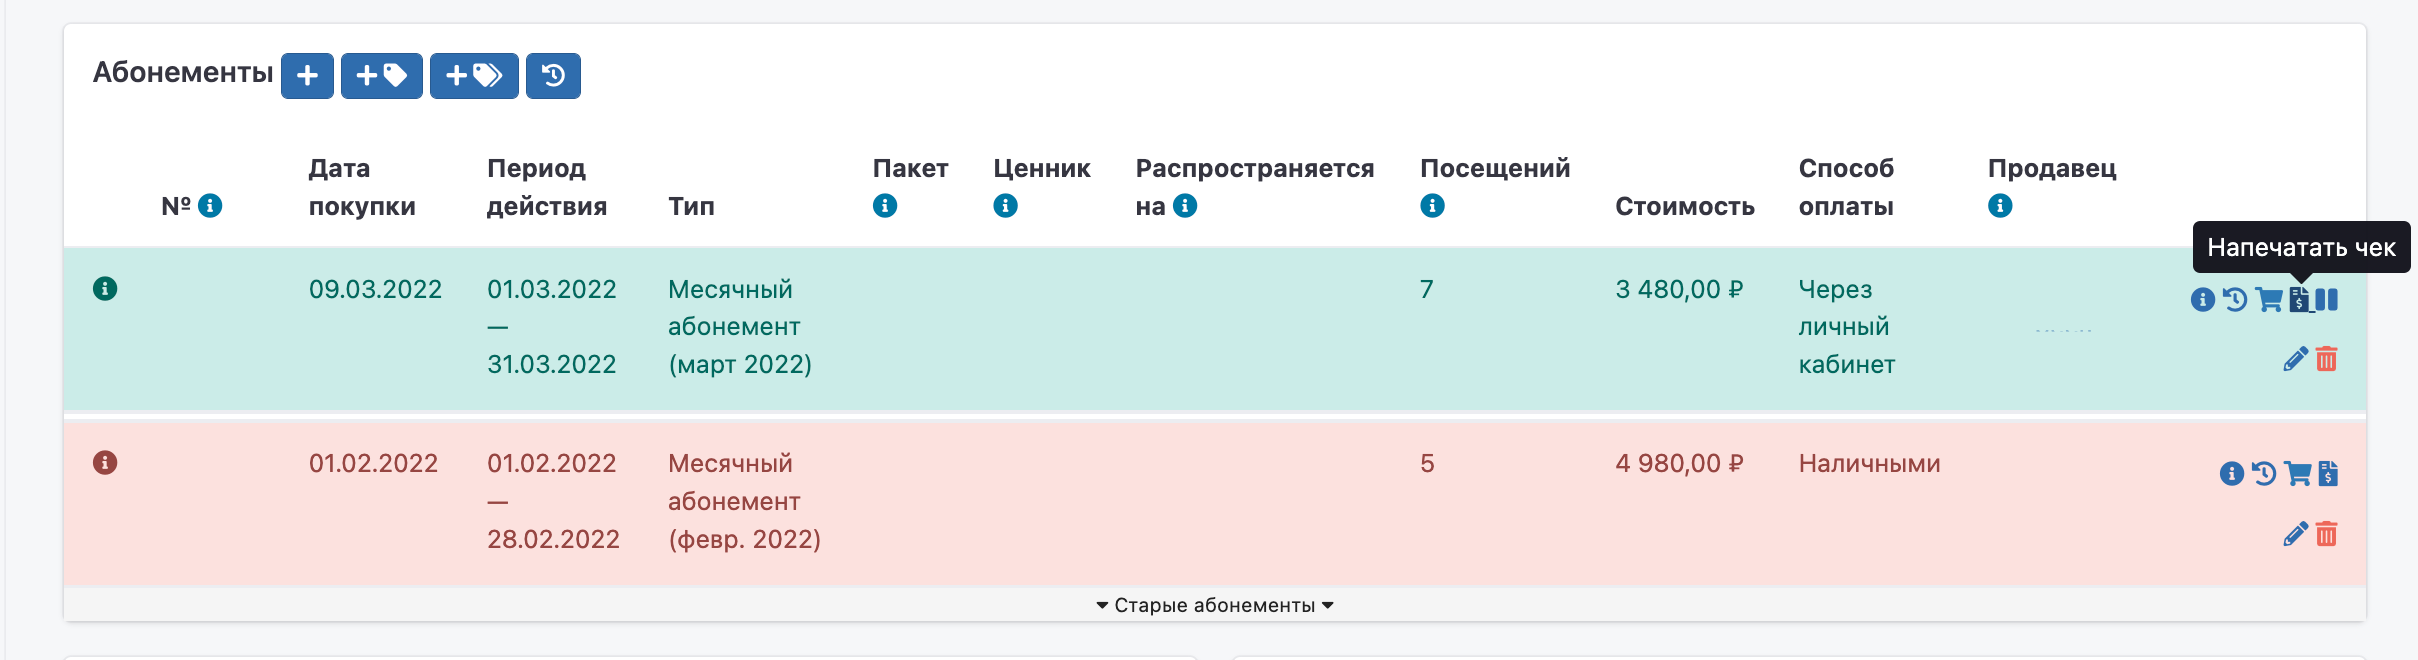 Абонементы
№
Дата покупки
Период действия
Тип
Пакет
Ценник
Распространяется на
Посещений
Стоимость
Способ оплаты
Продавец
Напечатать чек
09.03.2022
01.03.2022
—
31.03.2022
Месячный
абонемент
(март 2022)
7
3 480,00 ₽
Через
личный
кабинет
01.02.2022
01.02.2022
—
28.02.2022
Месячный
абонемент
(февр. 2022)
5
4 980,00 ₽
Наличными
Старые абонементы